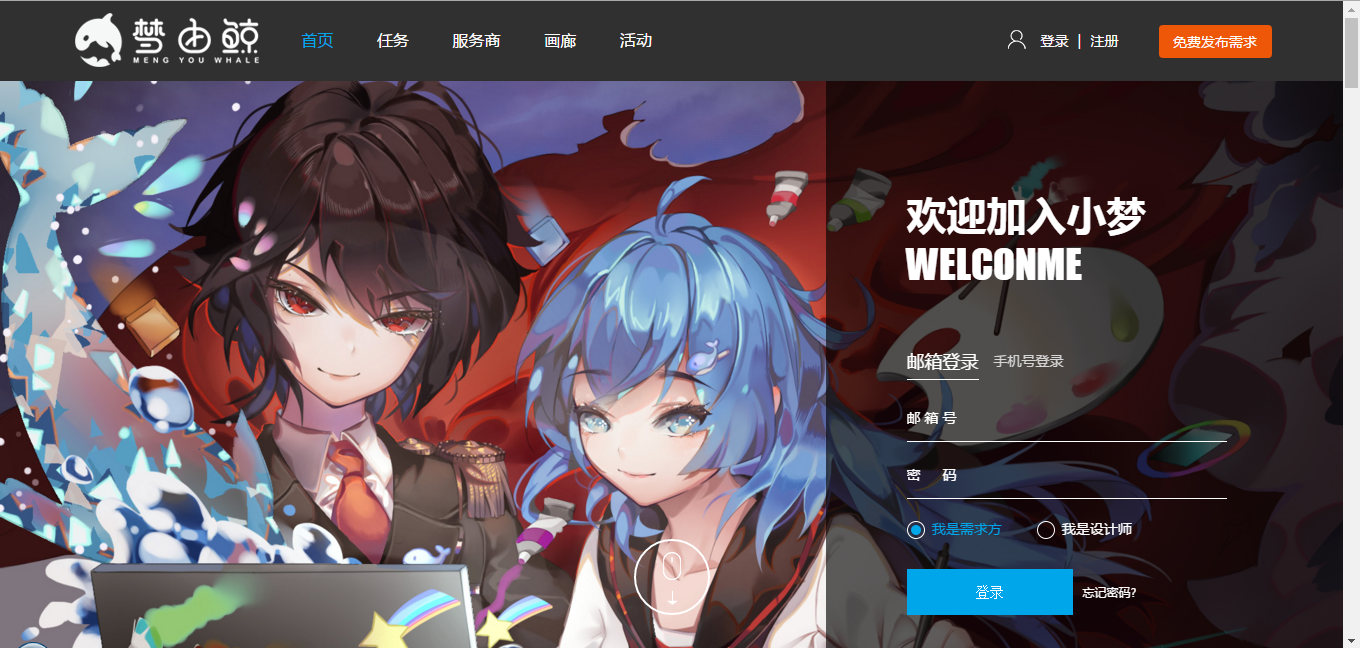 梦由鲸
MENG YOU WHALE
首页 任务 服务商 画廊 活动
登录 | 注册
免费发布需求
欢迎加入小梦
WELCONME
邮箱登录 手机号登录
邮 箱 号
密 码
我是需求方 我是设计师
登录 忘记密码?